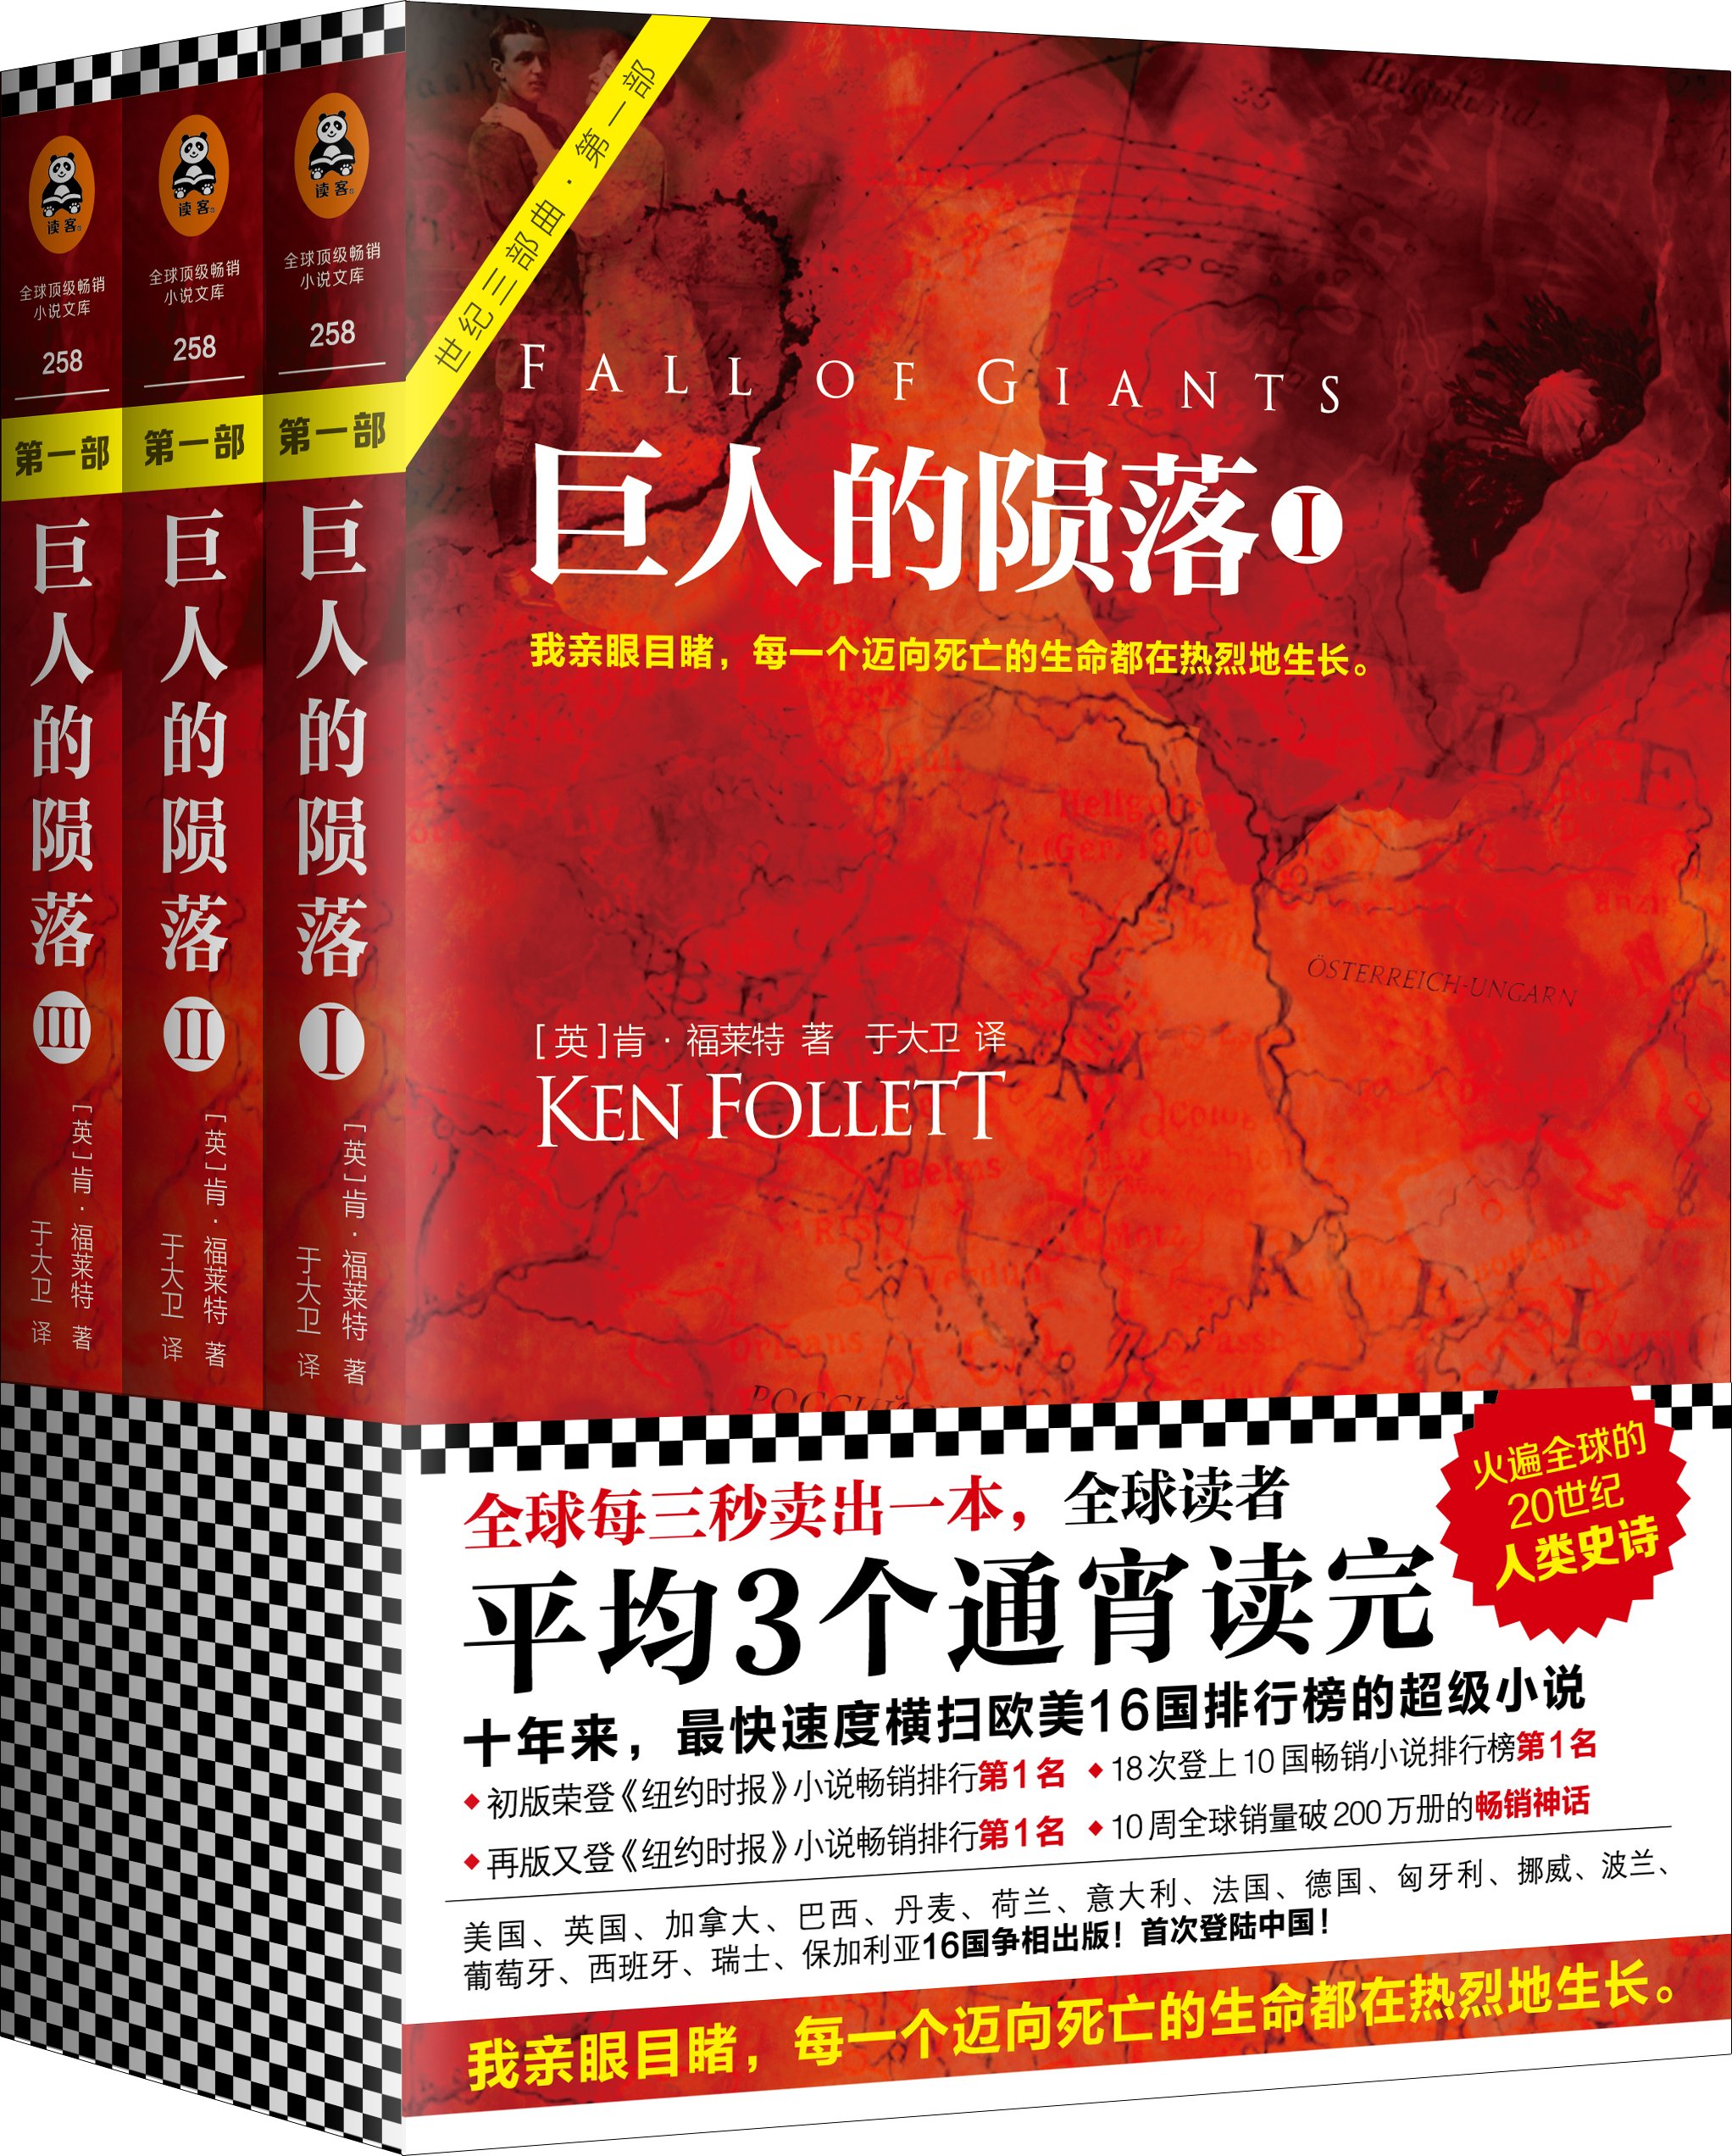 读客
全球顶级畅销
小说文库
258
第一部
巨人的陨落
III
[英]肯·福莱特 著
于大卫 译
读客
全球顶级畅销
小说文库
258
第一部
巨人的陨落
II
[英]肯·福莱特 著
于大卫 译
读客
全球顶级畅销
小说文库
258
第一部
巨人的陨落
I
[英]肯·福莱特 著
于大卫 译
世纪三部曲·第一部
FALL OF GIANTS
巨人的陨落 I
我亲眼目睹，每一个迈向死亡的生命都在热烈地生长。
ÖSTERREICH-UNGARN
[英]肯·福莱特 著 于大卫 译
KEN FOLLETT
火遍全球的
20世纪
人类史诗
全球每三秒卖出一本，全球读者
平均3个通宵读完
十年来，最快速度横扫欧美16国排行榜的超级小说
◆初版荣登《纽约时报》小说畅销排行第1名 ◆18次登上10国畅销小说排行榜第1名
◆再版又登《纽约时报》小说畅销排行第1名 ◆10周全球销量破200万册的畅销神话
美国、英国、加拿大、巴西、丹麦、荷兰、意大利、法国、德国、匈牙利、挪威、波兰、
葡萄牙、西班牙、瑞士、保加利亚16国争相出版！首次登陆中国！
我亲眼目睹，每一个迈向死亡的生命都在热烈地生长。